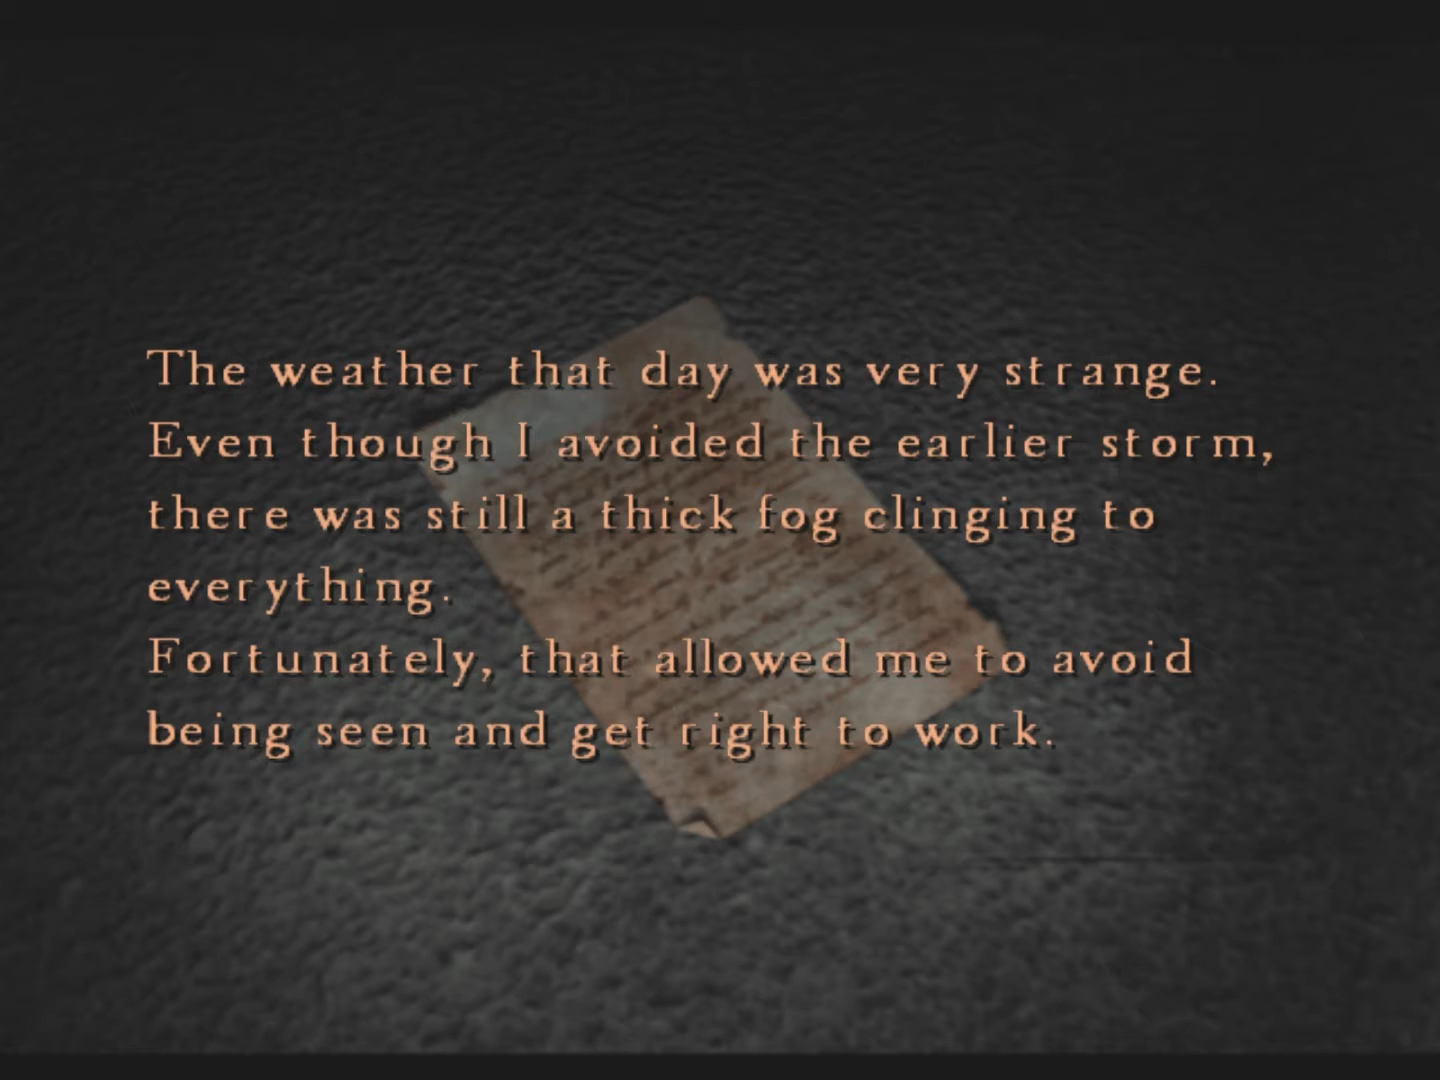 The weather that day was very strange.
Even though I avoided the earlier storm,
there was still a thick fog clinging to
everything.
Fortunately, that allowed me to avoid
being seen and get right to work.